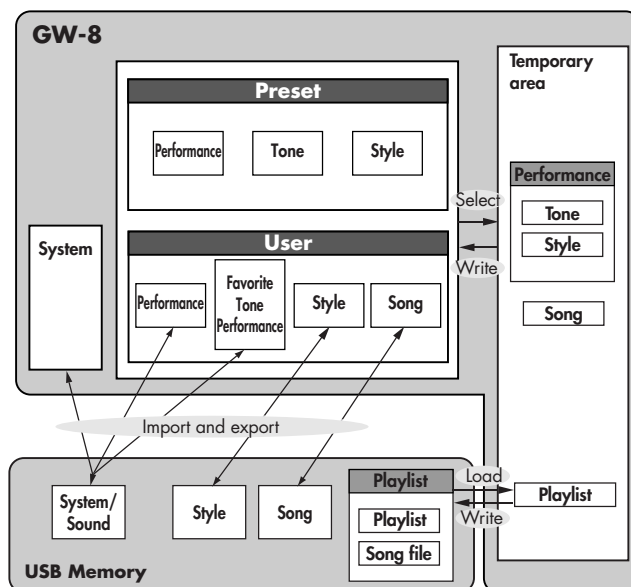 GW-8
Temporary
area
Preset
Performance
Tone
Style
Select
Write
Performance
Tone
Style
Song
System
User
Performance
Favorite
Tone
Performance
Style
Song
Import and export
System/
Sound
Style
Song
Playlist
Playlist
Song file
Load
Write
Playlist
USB Memory